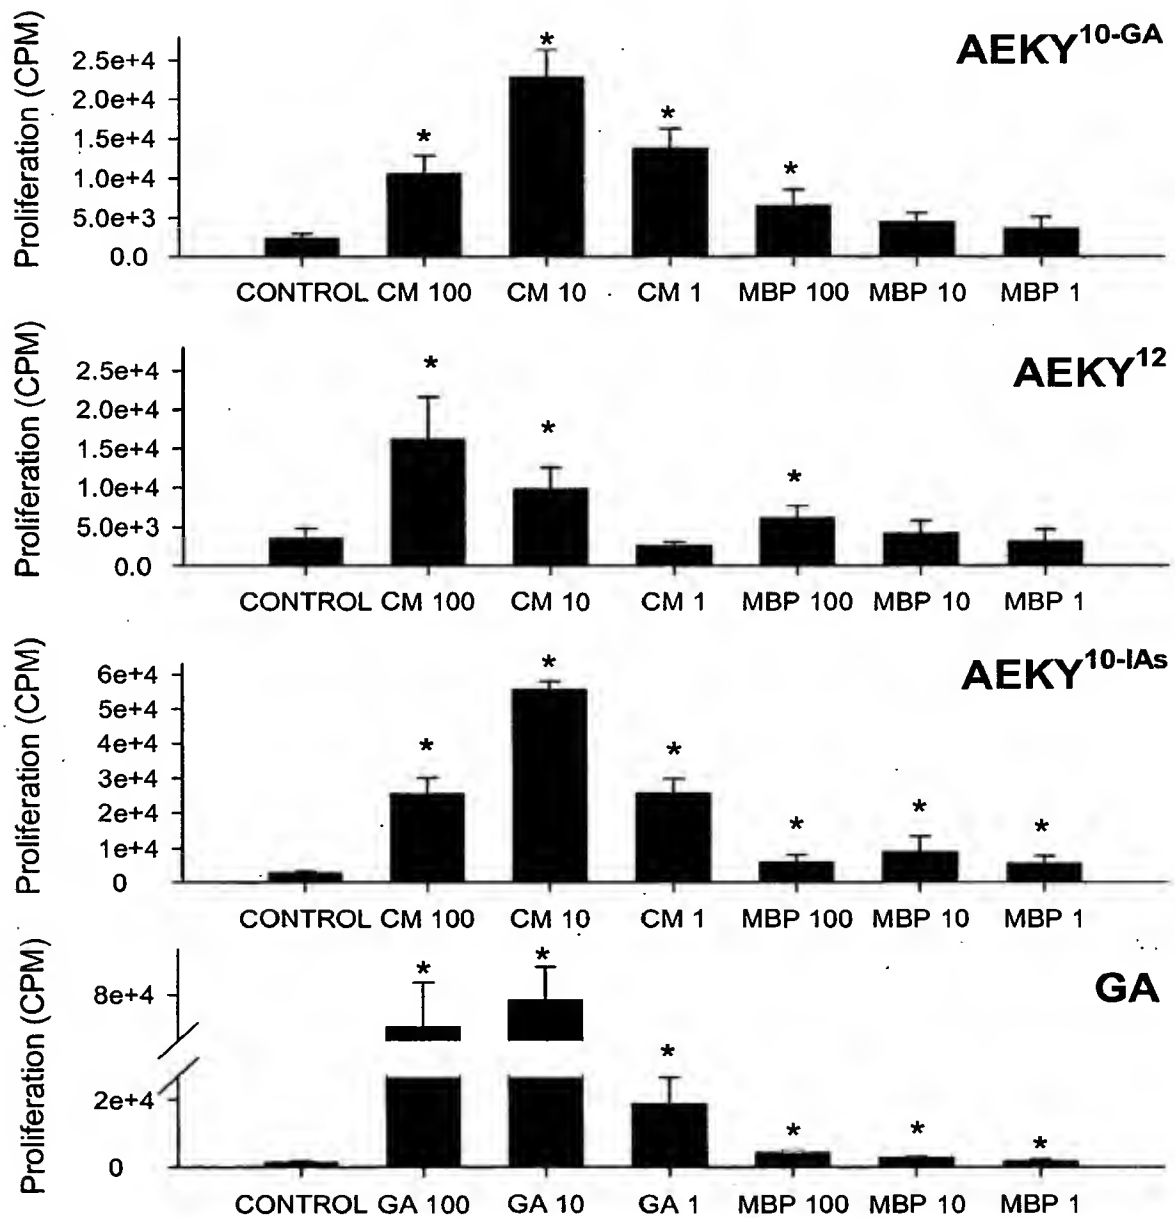 AEKY10-GA
Proliferation (CPM)
2.5e+4
2.0e+4
1.5e+4
1.0e+4
5.0e+3
0.0
* * * *
CONTROL CM 100 CM 10 CM 1 MBP 100 MBP 10 MBP 1
AEKY12
Proliferation (CPM)
2.5e+4
2.0e+4
1.5e+4
1.0e+4
5.0e+3
0.0
* * *
CONTROL CM 100 CM 10 CM 1 MBP 100 MBP 10 MBP 1
AEKY10-IAs
Proliferation (CPM)
6e+4
5e+4
4e+4
3e+4
2e+4
1e+4
0
* * * * * *
CONTROL CM 100 CM 10 CM 1 MBP 100 MBP 10 MBP 1
GA
Proliferation (CPM)
8e+4
2e+4
0
* * * * * *
CONTROL GA 100 GA 10 GA 1 MBP 100 MBP 10 MBP 1